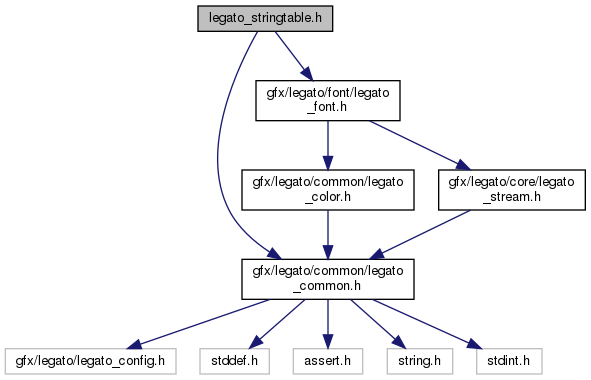 legato_stringtable.h
gfx/legato/font/legato
_font.h
gfx/legato/common/legato
_color.h
gfx/legato/core/legato
_stream.h
gfx/legato/common/legato
_common.h
gfx/legato/legato_config.h
stddef.h
assert.h
string.h
stdint.h